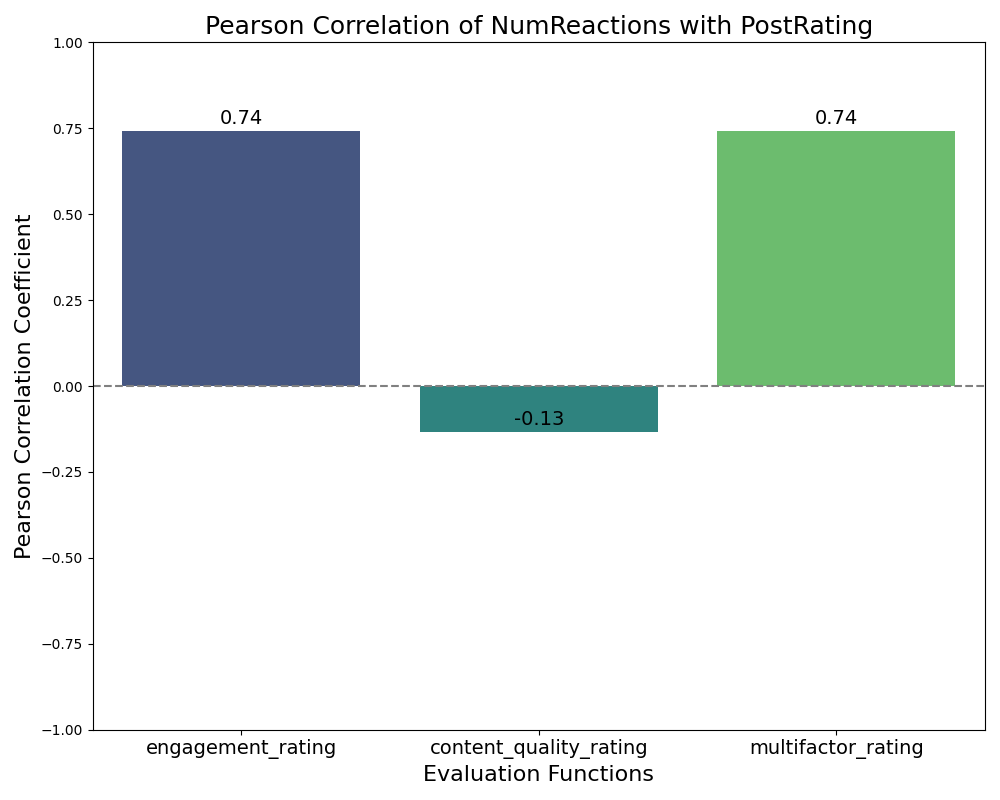 Pearson Correlation of NumReactions with PostRating
1.00
0.75
0.50
0.25
0.00
−0.25
−0.50
−0.75
−1.00
Pearson Correlation Coefficient
0.74
-0.13
0.74
engagement_rating
content_quality_rating
multifactor_rating
Evaluation Functions